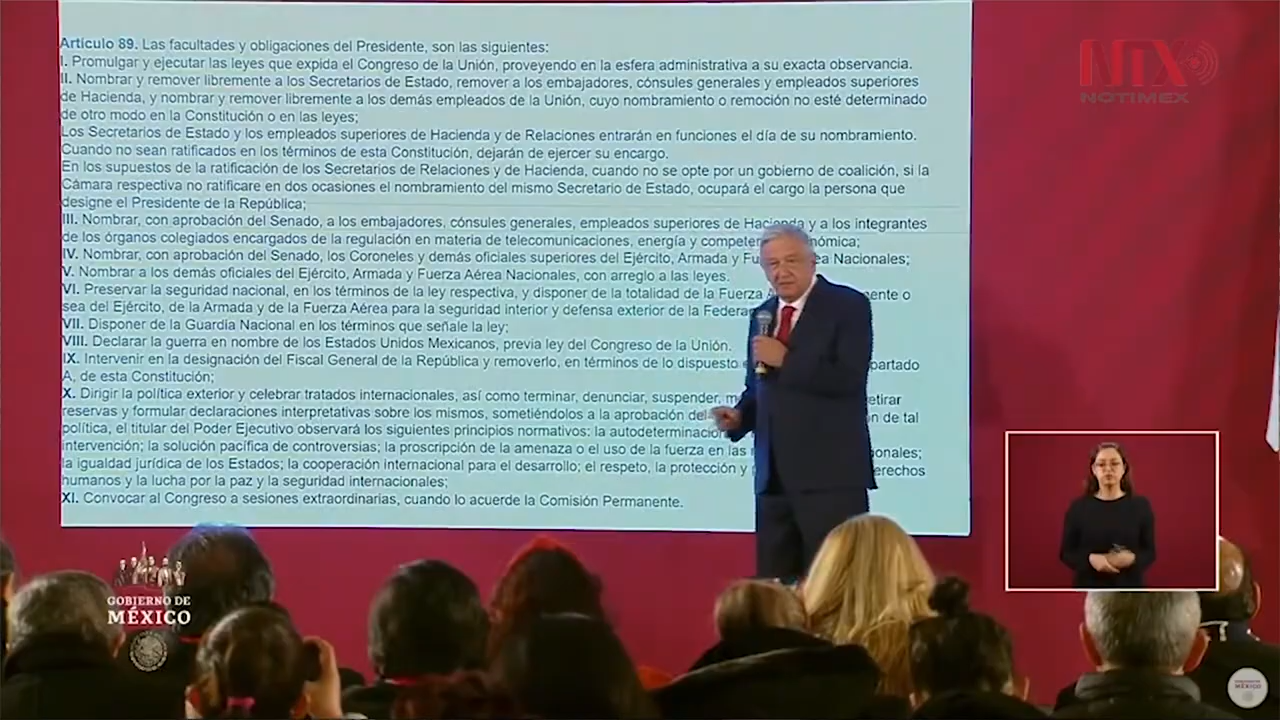 Artículo 89. Las facultades y obligaciones del Presidente, son las siguientes:
I. Promulgar y ejecutar las leyes que expida el Congreso de la Unión, proveyendo en la esfera administrativa a su exacta observancia.
II. Nombrar y remover libremente a los Secretarios de Estado, remover a los embajadores, cónsules generales y empleados superiores
de Hacienda, y nombrar y remover libremente a los demás empleados de la Unión, cuyo nombramiento o remoción no esté determinado
de otro modo en la Constitución o en las leyes;
Los Secretarios de Estado y los empleados superiores de Hacienda y de Relaciones entrarán en funciones el día de su nombramiento.
Cuando no sean ratificados en los términos de esta Constitución, dejarán de ejercer su encargo.
En los supuestos de la ratificación de los Secretarios de Relaciones y de Hacienda, cuando no se opte por un gobierno de coalición, si la
Cámara respectiva no ratificare en dos ocasiones el nombramiento del mismo Secretario de Estado, ocupará el cargo la persona que
designe el Presidente de la República;
III. Nombrar, con aprobación del Senado, a los embajadores, cónsules generales, empleados superiores de Hacienda y a los integrantes
de los órganos colegiados encargados de la regulación en materia de telecomunicaciones, energía y competen nómica;
IV. Nombrar, con aprobación del Senado, los Coroneles y demás oficiales superiores del Ejército, Armada y Fu ea Nacionales;
V. Nombrar a los demás oficiales del Ejército, Armada y Fuerza Aérea Nacionales, con arreglo a las leyes.
VI. Preservar la seguridad nacional, en los términos de la ley respectiva, y disponer de la totalidad de la Fuerza A ente o
sea del Ejército, de la Armada y de la Fuerza Aérea para la seguridad interior y defensa exterior de la Federa
VII. Disponer de la Guardia Nacional en los términos que señale la ley;
VIII. Declarar la guerra en nombre de los Estados Unidos Mexicanos, previa ley del Congreso de la Unión.
IX. Intervenir en la designación del Fiscal General de la República y removerlo, en términos de lo dispuesto partado
A, de esta Constitución;
X. Dirigir la política exterior y celebrar tratados internacionales, así como terminar, denunciar, suspender, m retirar
reservas y formular declaraciones interpretativas sobre los mismos, sometiéndolos a la aprobación del n de tal
política, el titular del Poder Ejecutivo observará los siguientes principios normativos: la autodeterminació
intervención; la solución pacífica de controversias; la proscripción de la amenaza o el uso de la fuerza en las onales;
la igualdad jurídica de los Estados; la cooperación internacional para el desarrollo; el respeto, la protección y erechos
humanos y la lucha por la paz y la seguridad internacionales;
XI. Convocar al Congreso a sesiones extraordinarias, cuando lo acuerde la Comisión Permanente.
NTX
NOTIMEX
GOBIERNO DE
MÉXICO